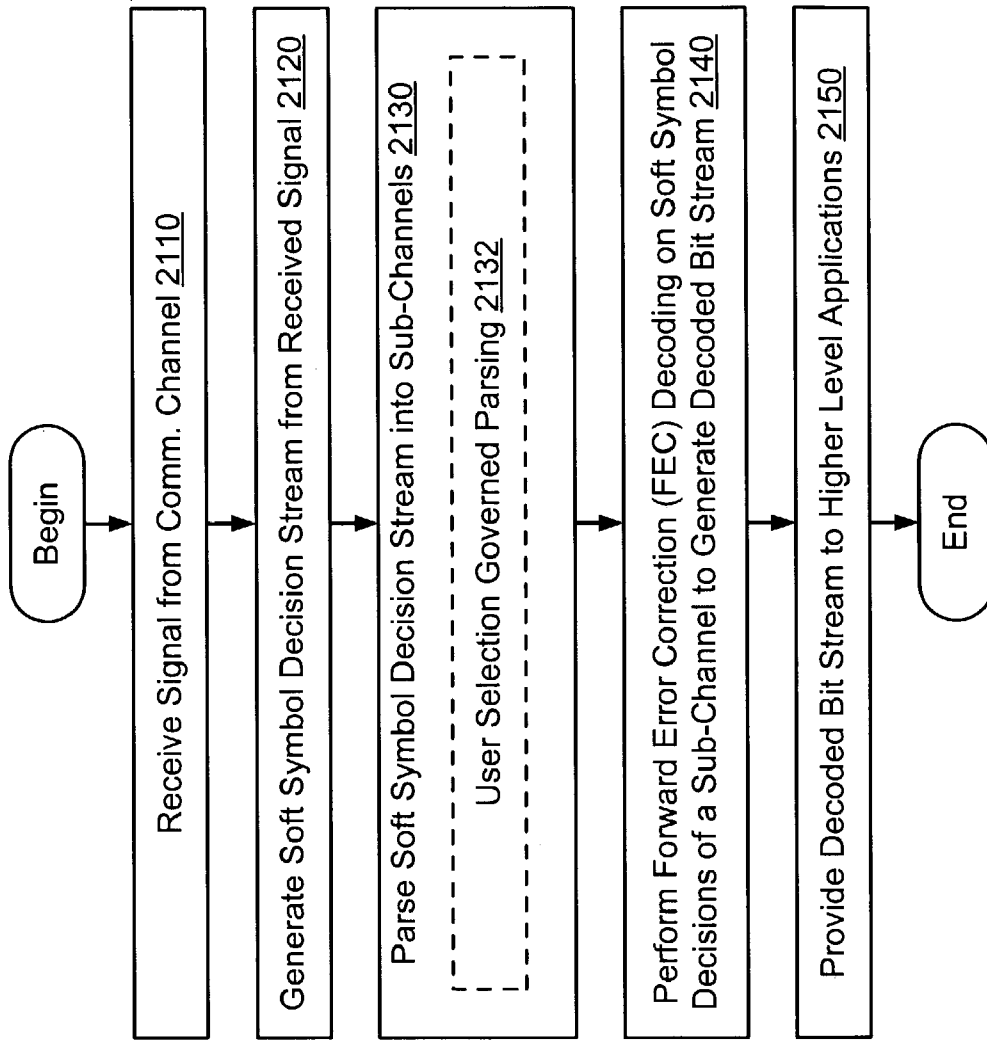 Begin
Receive Signal from Comm. Channel 2110
Generate Soft Symbol Decision Stream from Received Signal 2120
Parse Soft Symbol Decision Stream into Sub-Channels 2130
User Selection Governed Parsing 2132
Perform Forward Error Correction (FEC) Decoding on Soft Symbol
Decisions of a Sub-Channel to Generate Decoded Bit Stream 2140
Provide Decoded Bit Stream to Higher Level Applications 2150
End